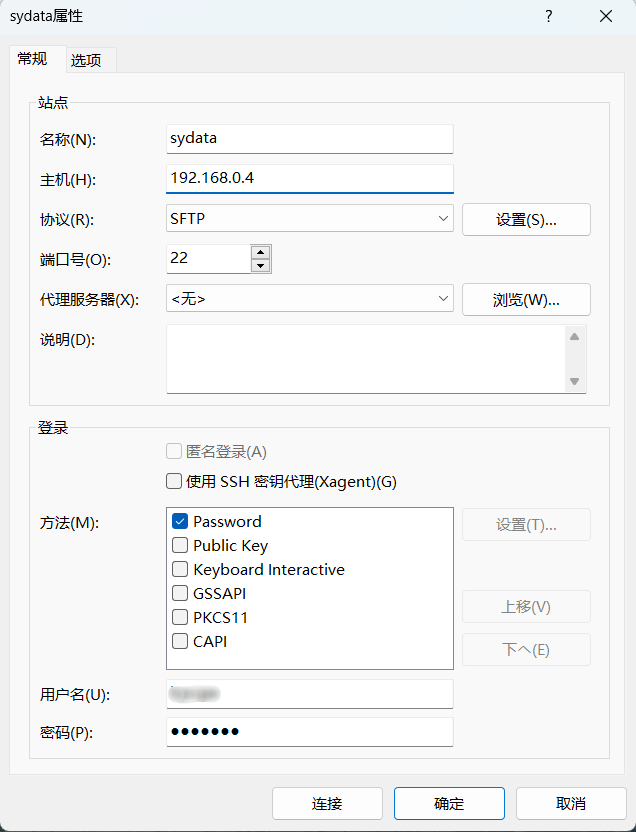 sydata属性
?
常规 选项
站点
名称(N): sydata
主机(H): 192.168.0.4
协议(R): SFTP 设置(S)...
端口号(O): 22
代理服务器(X): <无> 浏览(W)...
说明(D):
登录
匿名登录(A)
使用 SSH 密钥代理(Xagent)(G)
方法(M): Password 设置(T)...
Public Key
Keyboard Interactive
GSSAPI
PKCS11 上移(V)
CAPI 下へ(E)
用户名(U):
密码(P): •••••••
连接 确定 取消